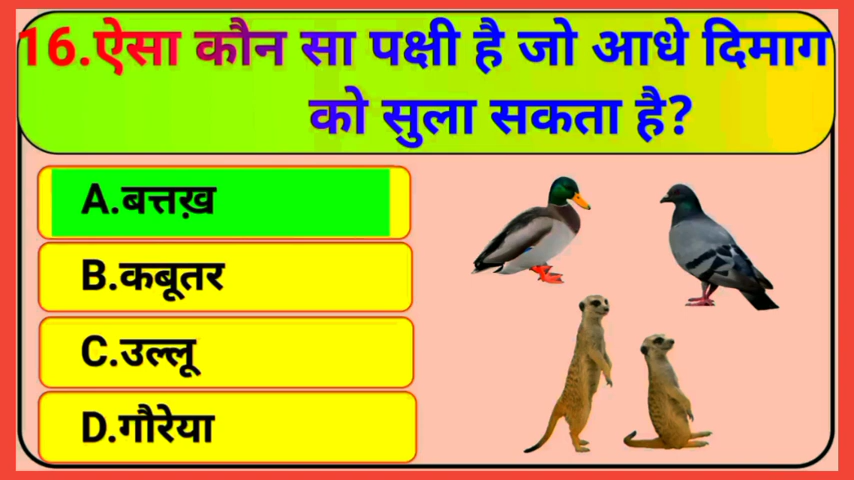 16.ऐसा कौन सा पक्षी है जो आधे दिमाग
को सुला सकता है?
A.बत्तख़
B.कबूतर
C.उल्लू
D.गौरेया